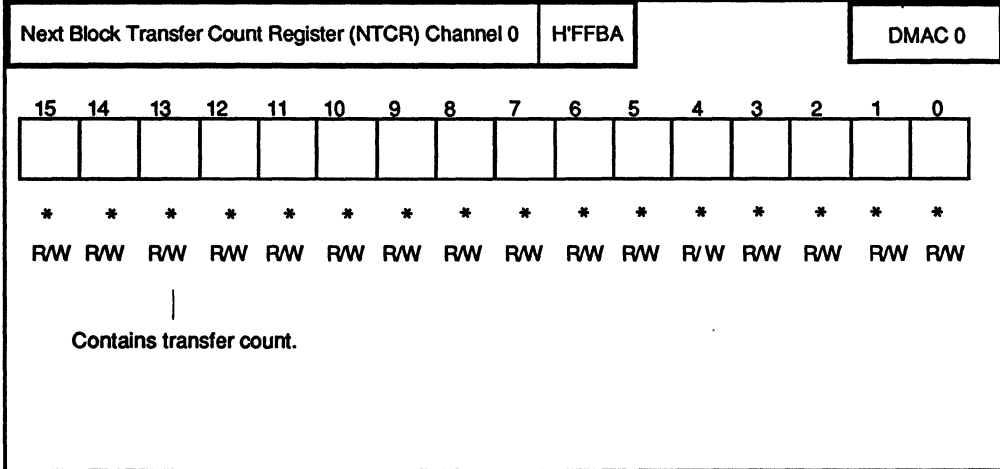 Next Block Transfer Count Register (NTCR) Channel 0 H'FFBA DMAC 0
15 14 13 12 11 10 9 8 7 6 5 4 3 2 1 0
* * * * * * * * * * * * * * * *
R/W R/W R/W R/W R/W R/W R/W R/W R/W R/W R/W R/ W R/W R/W R/W R/W
Contains transfer count.